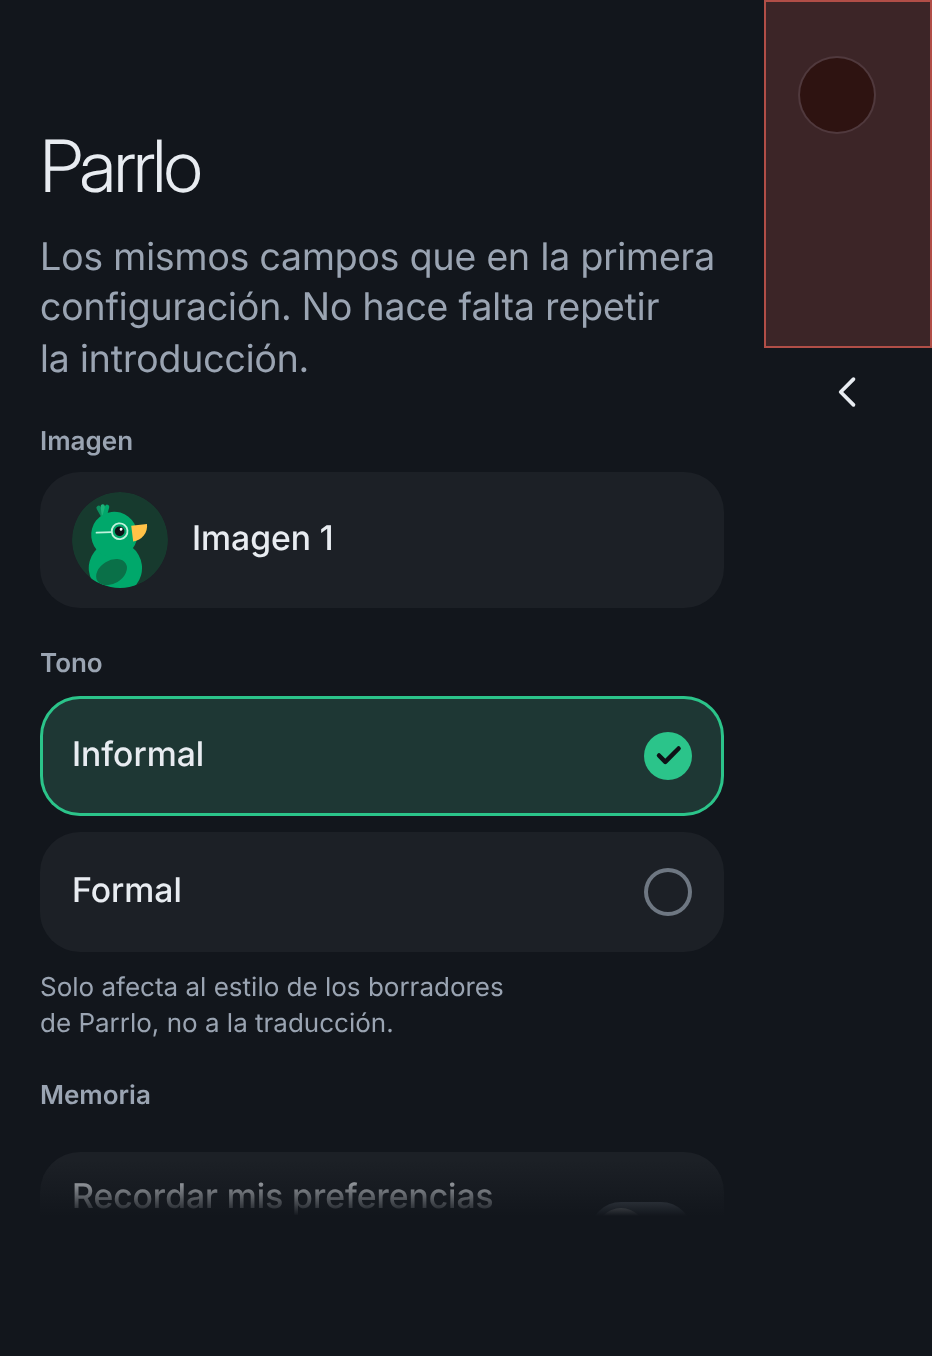 Parrlo
Los mismos campos que en la primera
configuración. No hace falta repetir
la introducción.
Imagen
Imagen 1
Tono
Informal
Formal
Solo afecta al estilo de los borradores
de Parrlo, no a la traducción.
Memoria
Recordar mis preferencias